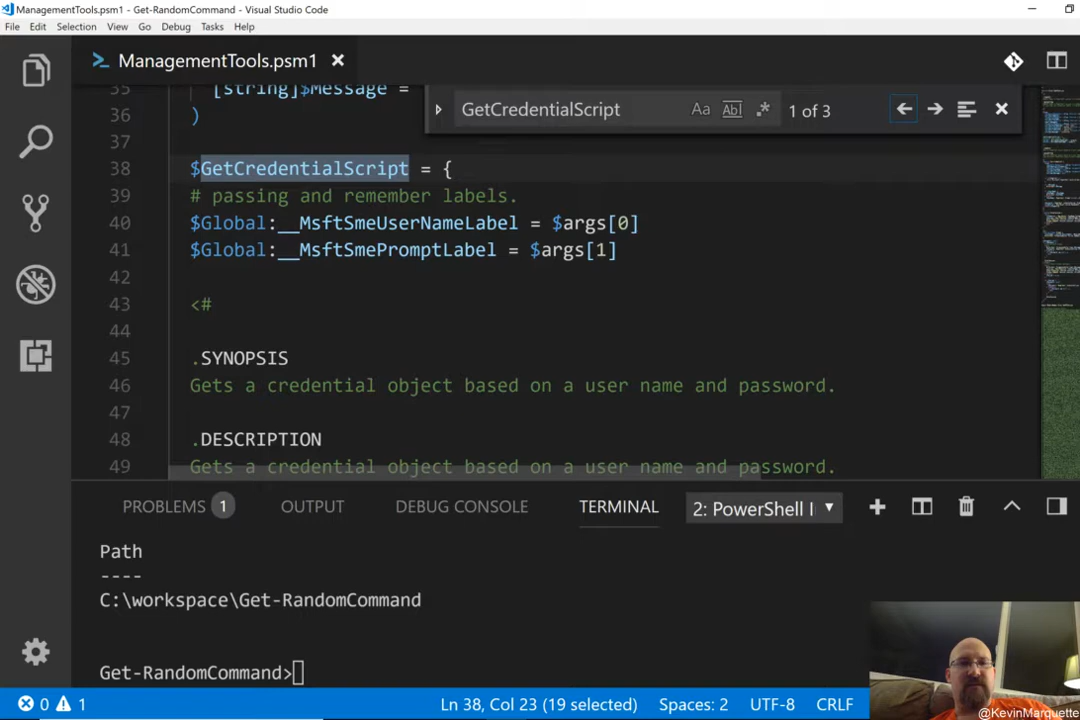 ManagementTools.psm1 - Get-RandomCommand - Visual Studio Code
File Edit Selection View Go Debug Tasks Help
ManagementTools.psm1
35 [string]$Message =
GetCredentialScript Aa Abl .* 1 of 3
36 )
37
38 $GetCredentialScript = {
39 # passing and remember labels.
40 $Global:__MsftSmeUserNameLabel = $args[0]
41 $Global:__MsftSmePromptLabel = $args[1]
42
43 <#
44
45 .SYNOPSIS
46 Gets a credential object based on a user name and password.
47
48 .DESCRIPTION
49 Gets a credential object based on a user name and password.
PROBLEMS 1 OUTPUT DEBUG CONSOLE TERMINAL 2: PowerShell I
Path
----
C:\workspace\Get-RandomCommand
Get-RandomCommand>
0 1 Ln 38, Col 23 (19 selected) Spaces: 2 UTF-8 CRLF
@KevinMarquette